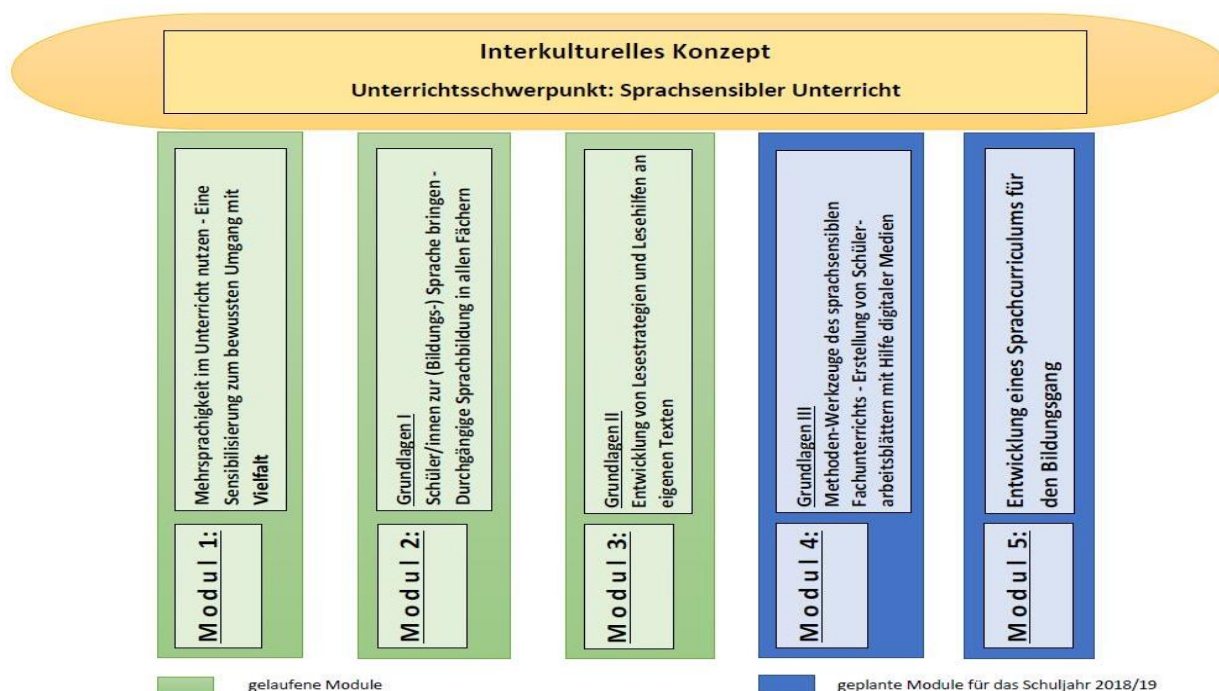 Interkulturelles Konzept
Unterrichtsschwerpunkt: Sprachsensibler Unterricht
Modul 1:
Mehrsprachigkeit im Unterricht nutzen - Eine
Sensibilisierung zum bewussten Umgang mit
Vielfalt
Modul 2:
Grundlagen I
Schüler/innen zur (Bildungs-) Sprache bringen -
Durchgängige Sprachbildung in allen Fächern
Modul 3:
Grundlagen II
Entwicklung von Lesestrategien und Lesehilfen an
eigenen Texten
Modul 4:
Grundlagen III
Methoden-Werkzeuge des sprachsensiblen
Fachunterrichts - Erstellung von Schüler-
arbeitsblättern mit Hilfe digitaler Medien
Modul 5:
Entwicklung eines Sprachcurriculums für
den Bildungsgang
gelaufene Module
geplante Module für das Schuljahr 2018/19